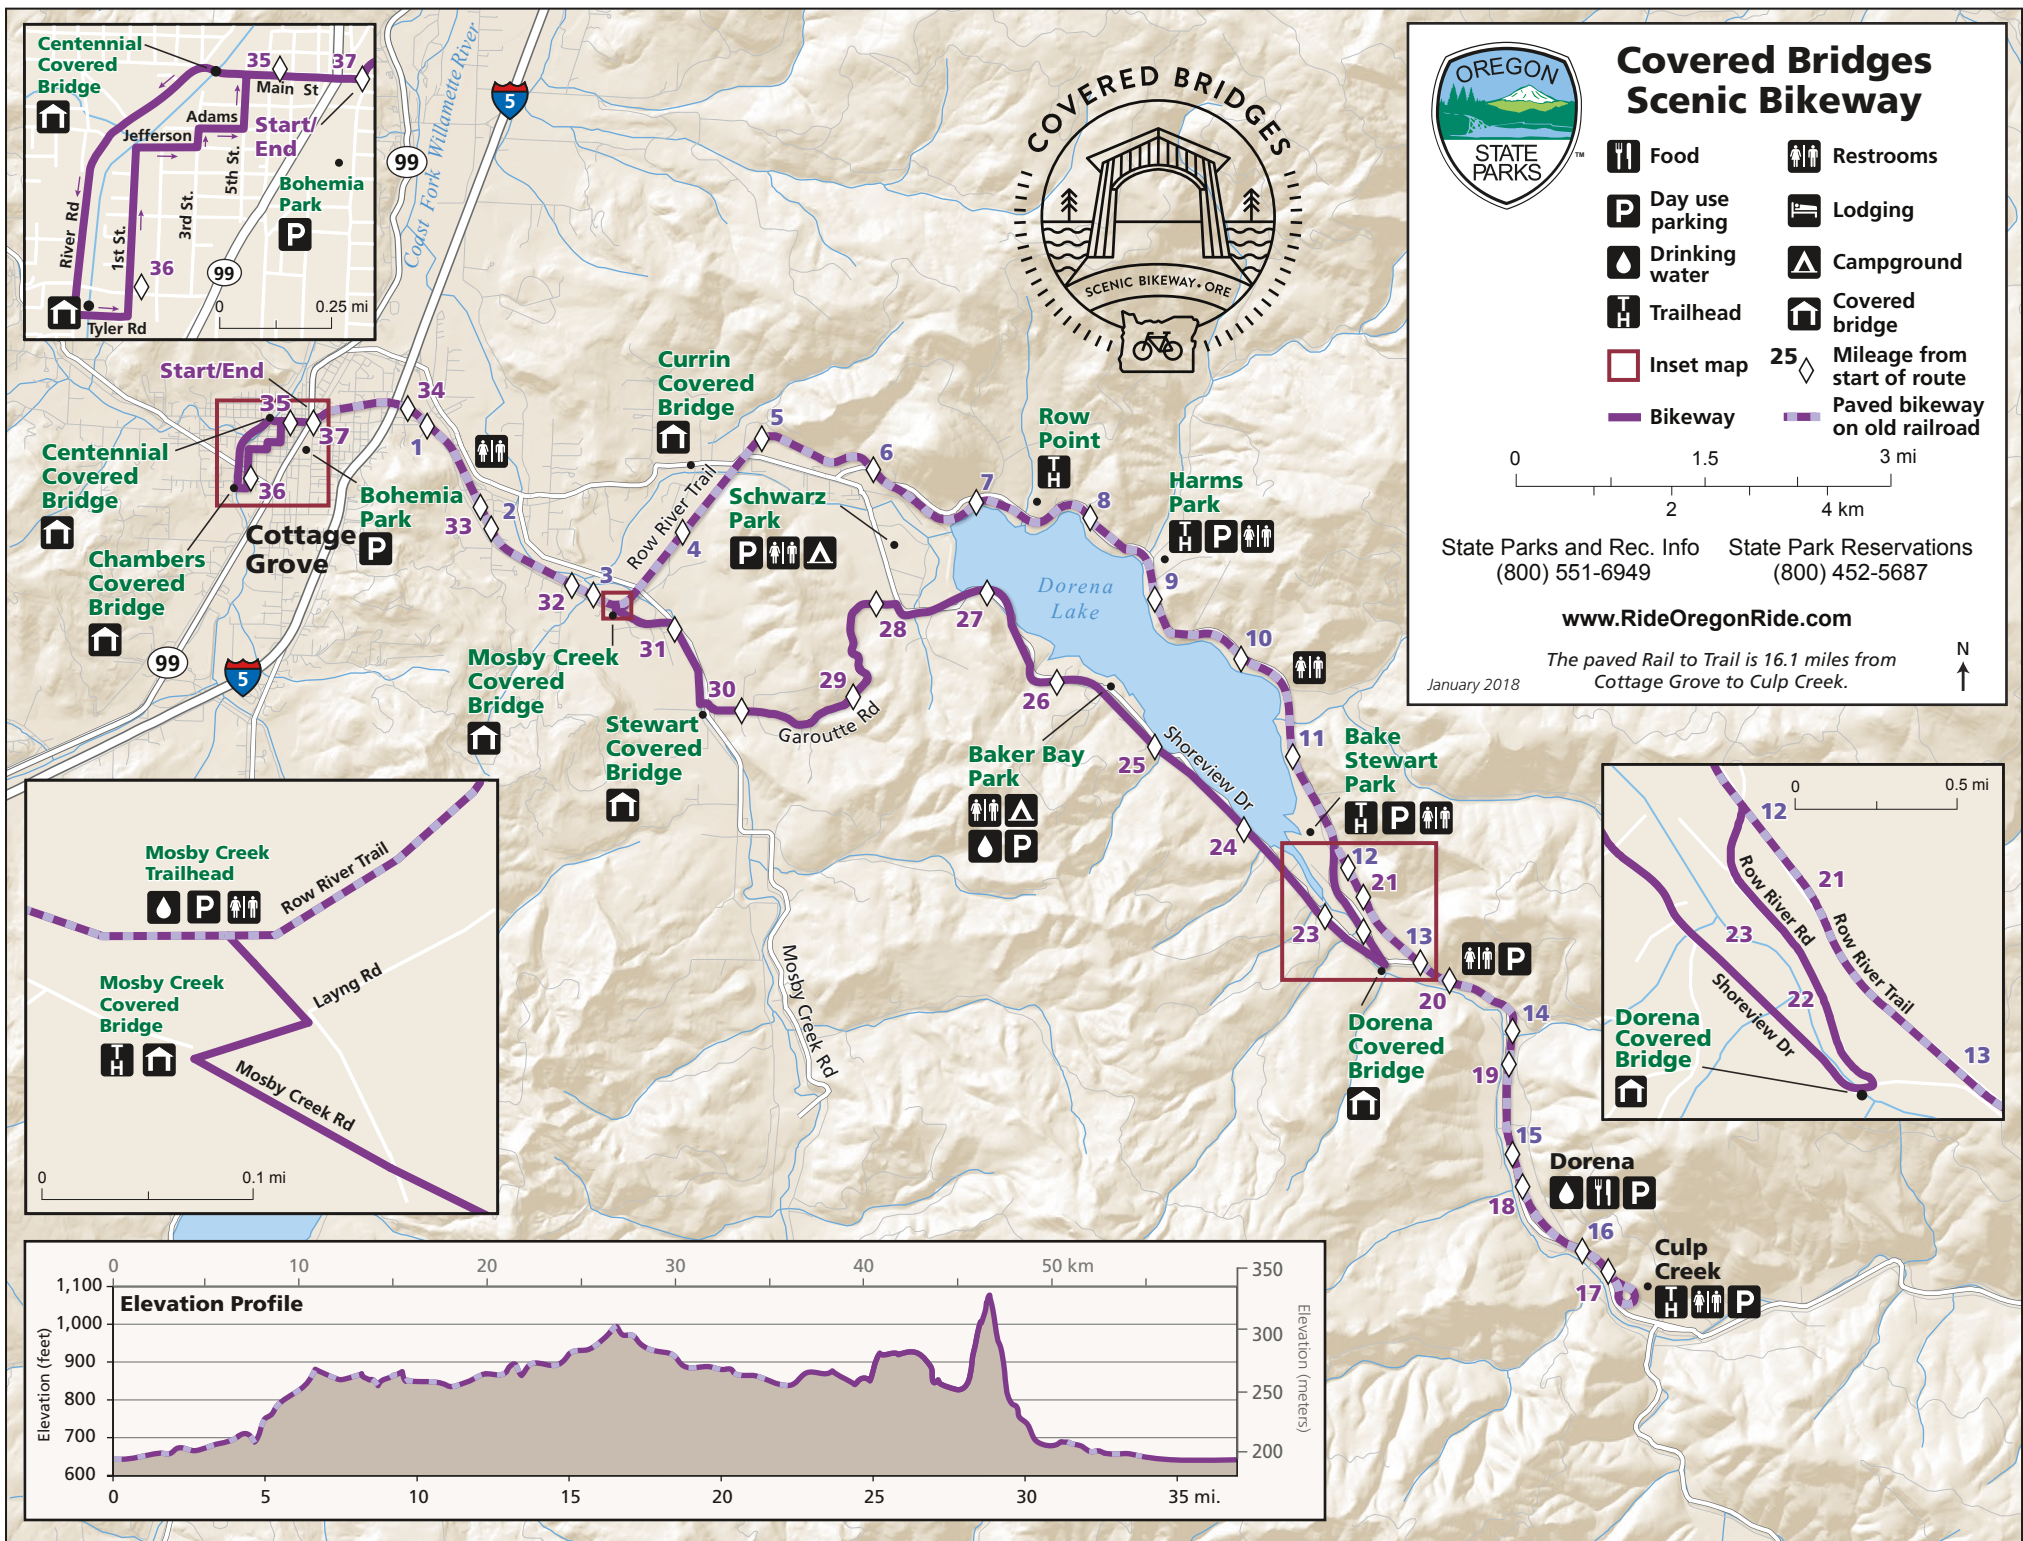 Centennial
Covered
Bridge
35
37
Main St
Adams
Jefferson
Start/
End
5th St.
Bohemia
Park
P
River Rd
1st St.
3rd St.
36
99
0
0.25 mi
Tyler Rd
99
Coast Fork Willamette River
5
COVERED BRIDGES
SCENIC BIKEWAY • ORE
OREGON
STATE
PARKS
™
Covered Bridges
Scenic Bikeway
Food
Restrooms
P
Day use
parking
Lodging
Drinking
water
Campground
TH
Trailhead
Covered
bridge
Inset map
25
Mileage from
start of route
Bikeway
Paved bikeway
on old railroad
0
1.5
3 mi
2
4 km
State Parks and Rec. Info
(800) 551-6949
State Park Reservations
(800) 452-5687
www.RideOregonRide.com
The paved Rail to Trail is 16.1 miles from
Cottage Grove to Culp Creek.
January 2018
N
Start/End
35
37
36
34
1
Centennial
Covered
Bridge
Chambers
Covered
Bridge
Cottage
Grove
Bohemia
Park
P
99
5
33
2
32
3
Currin
Covered
Bridge
Row River Trail
4
5
6
Schwarz
Park
P
7
Row
Point
TH
8
Harms
Park
TH
P
9
Dorena
Lake
10
11
Mosby Creek
Covered
Bridge
31
30
Stewart
Covered
Bridge
Garoutte Rd
29
28
27
26
25
Shoreview Dr
24
Baker Bay
Park
P
Bake
Stewart
Park
TH
P
12
21
23
13
20
P
14
Dorena
Covered
Bridge
19
15
18
Dorena
P
16
17
Culp
Creek
TH
P
Mosby Creek Rd
Mosby Creek
Trailhead
P
Row River Trail
Mosby Creek
Covered
Bridge
TH
Layng Rd
Mosby Creek Rd
0
0.1 mi
0
0.5 mi
12
21
Row River Rd
Row River Trail
23
22
Shoreview Dr
13
Dorena
Covered
Bridge
0
10
20
30
40
50 km
Elevation Profile
1,100
1,000
900
800
700
600
Elevation (feet)
350
300
250
200
Elevation (meters)
0
5
10
15
20
25
30
35 mi.